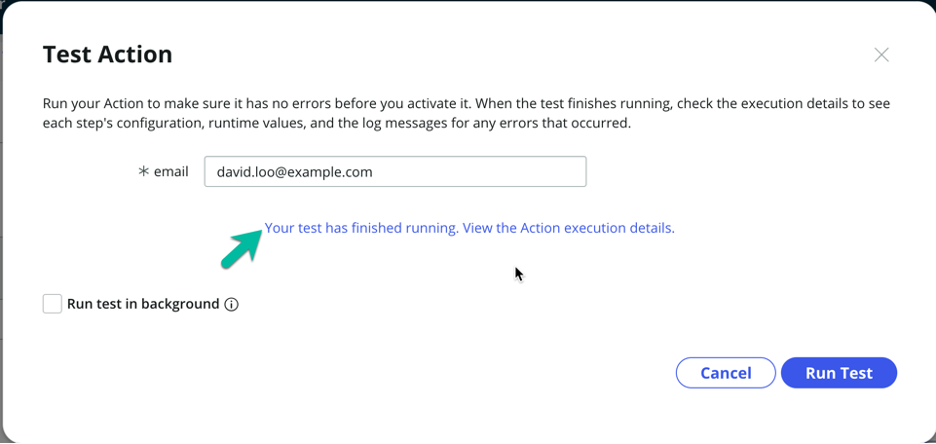 Test Action
Run your Action to make sure it has no errors before you activate it. When the test finishes running, check the execution details to see
each step's configuration, runtime values, and the log messages for any errors that occurred.
* email
david.loo@example.com
Your test has finished running. View the Action execution details.
Run test in background
Cancel
Run Test